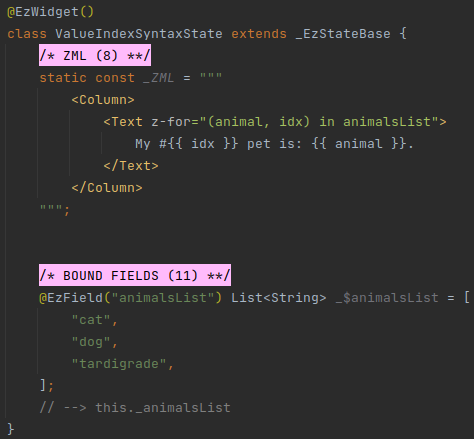 @EzWidget()
class ValueIndexSyntaxState extends _EzStateBase {
/* ZML (8) **/
static const _ZML = """
<Column>
<Text z-for="(animal, idx) in animalsList">
My #{{ idx }} pet is: {{ animal }}.
</Text>
</Column>
""";
/* BOUND FIELDS (11) **/
@EzField("animalsList") List<String> _$animalsList = [
"cat",
"dog",
"tardigrade",
];
// --> this._animalsList
}